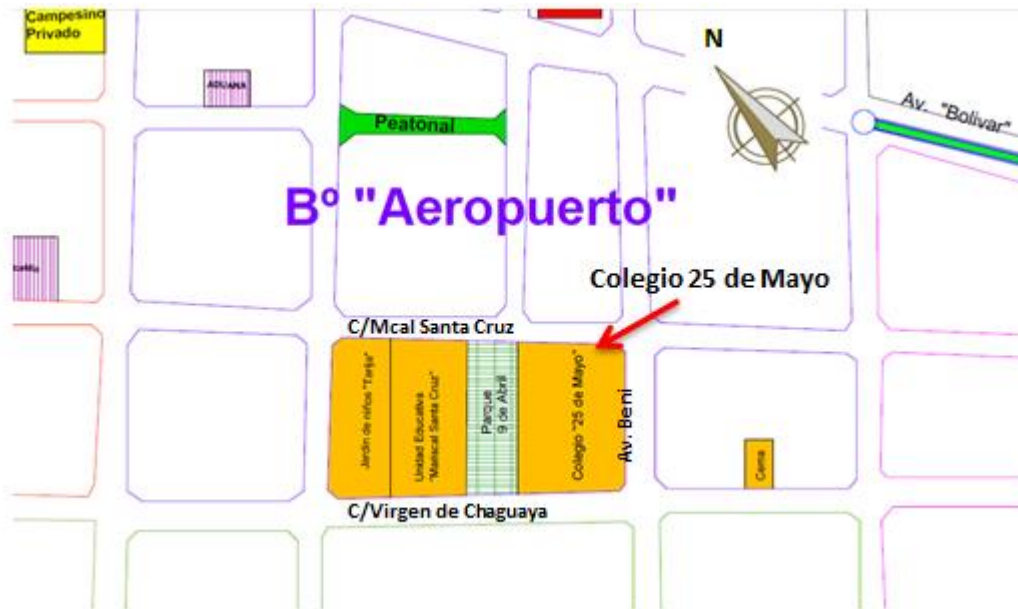 Campesino
Privado
ADUANA
N
Peatonal
Av. "Bolivar"
Bº "Aeropuerto"
Colegio 25 de Mayo
C/Mcal Santa Cruz
Jardin de niños "Tarija"
Unidad Educativa
"Mariscal Santa Cruz"
Parque
9 de Abril
Colegio "25 de Mayo"
Av. Beni
Cema
C/Virgen de Chaguaya